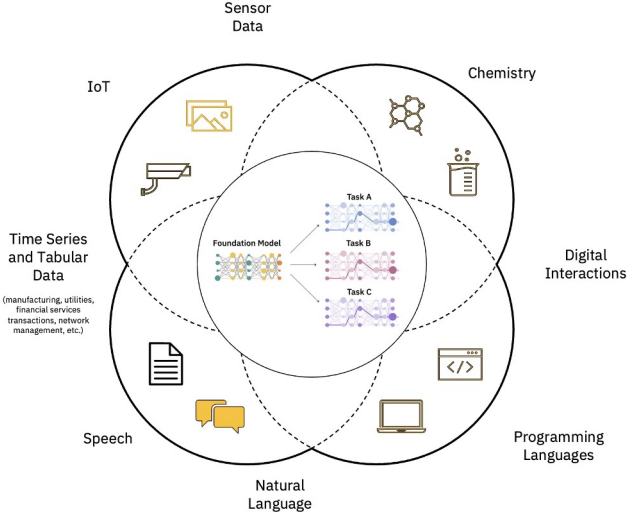 Sensor
Data
IoT
Chemistry
Task A
Foundation Model
Task B
Task C
Time Series
and Tabular
Data
(manufacturing, utilities,
financial services
transactions, network
management, etc.)
Digital
Interactions
</>
Speech
Programming
Languages
Natural
Language